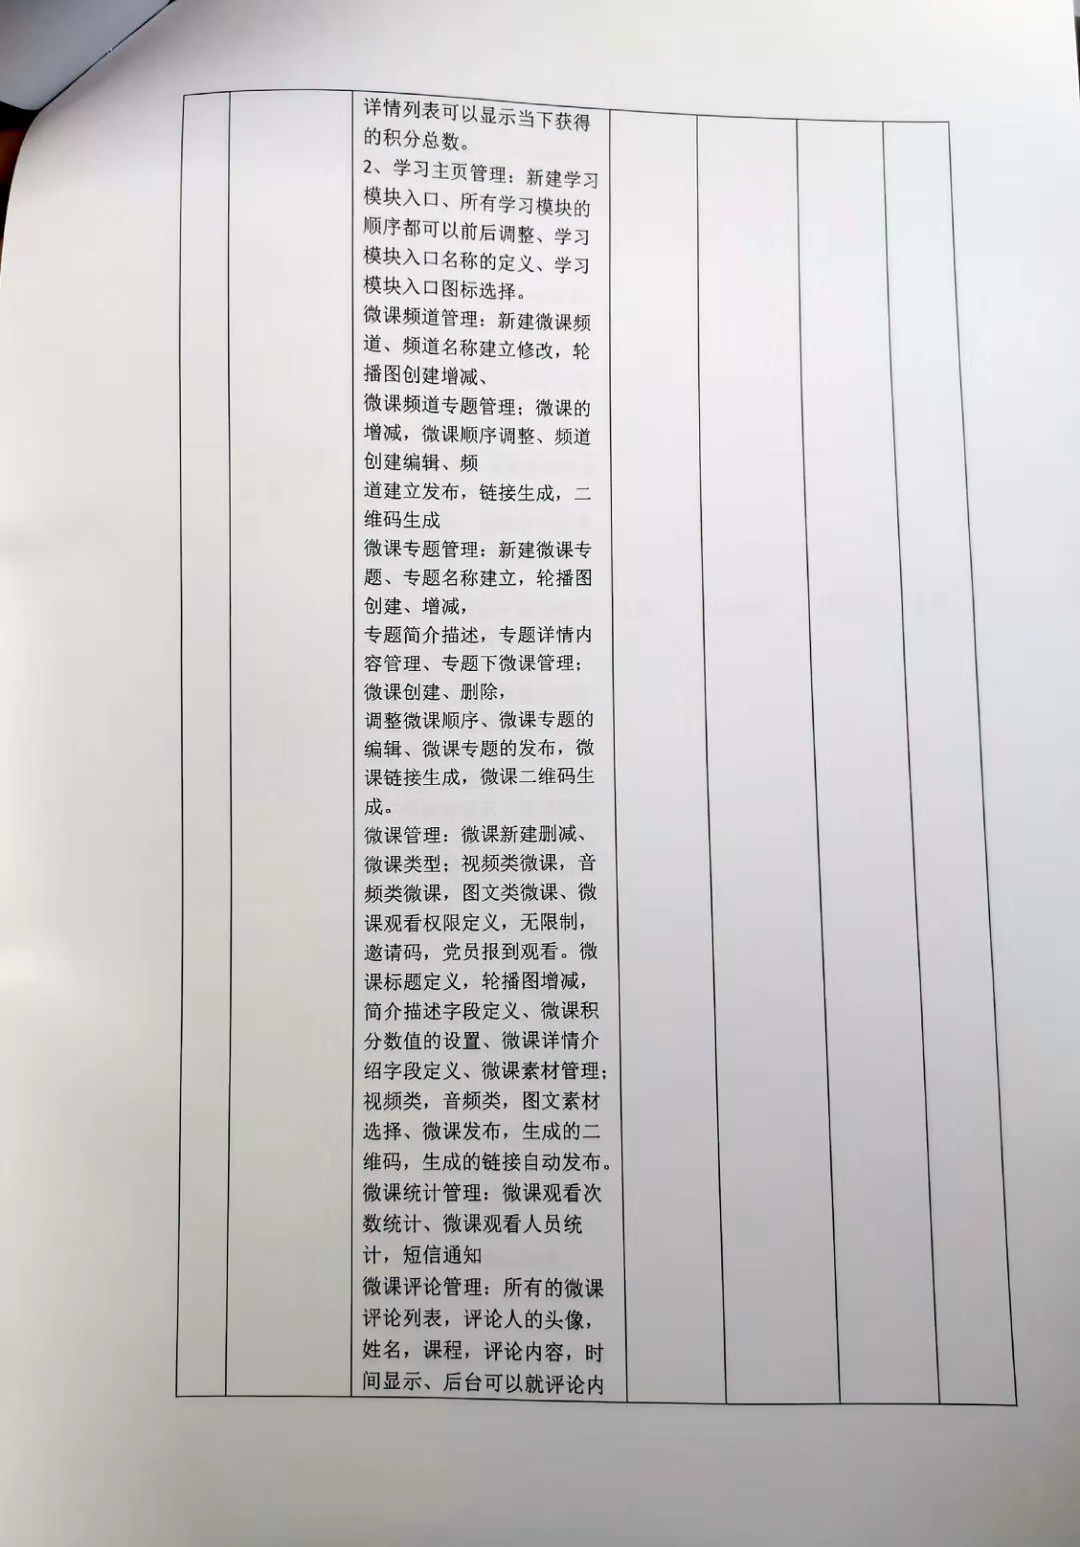 详情列表可以显示当下获得
的积分总数。
2、学习主页管理：新建学习
模块入口、所有学习模块的
顺序都可以前后调整、学习
模块入口名称的定义、学习
模块入口图标选择。
微课频道管理：新建微课频
道、频道名称建立修改，轮
播图创建增减、
微课频道专题管理；微课的
增减，微课顺序调整、频道
创建编辑、频
道建立发布，链接生成，二
维码生成
微课专题管理：新建微课专
题、专题名称建立，轮播图
创建、增减，
专题简介描述，专题详情内
容管理、专题下微课管理；
微课创建、删除，
调整微课顺序、微课专题的
编辑、微课专题的发布，微
课链接生成，微课二维码生
成。
微课管理：微课新建删减、
微课类型；视频类微课，音
频类微课，图文类微课、微
课观看权限定义，无限制，
邀请码，党员报到观看。微
课标题定义，轮播图增减，
简介描述字段定义、微课积
分数值的设置、微课详情介
绍字段定义、微课素材管理；
视频类，音频类，图文素材
选择、微课发布，生成的二
维码，生成的链接自动发布。
微课统计管理：微课观看次
数统计、微课观看人员统
计，短信通知
微课评论管理：所有的微课
评论列表，评论人的头像，
姓名，课程，评论内容，时
间显示、后台可以就评论内